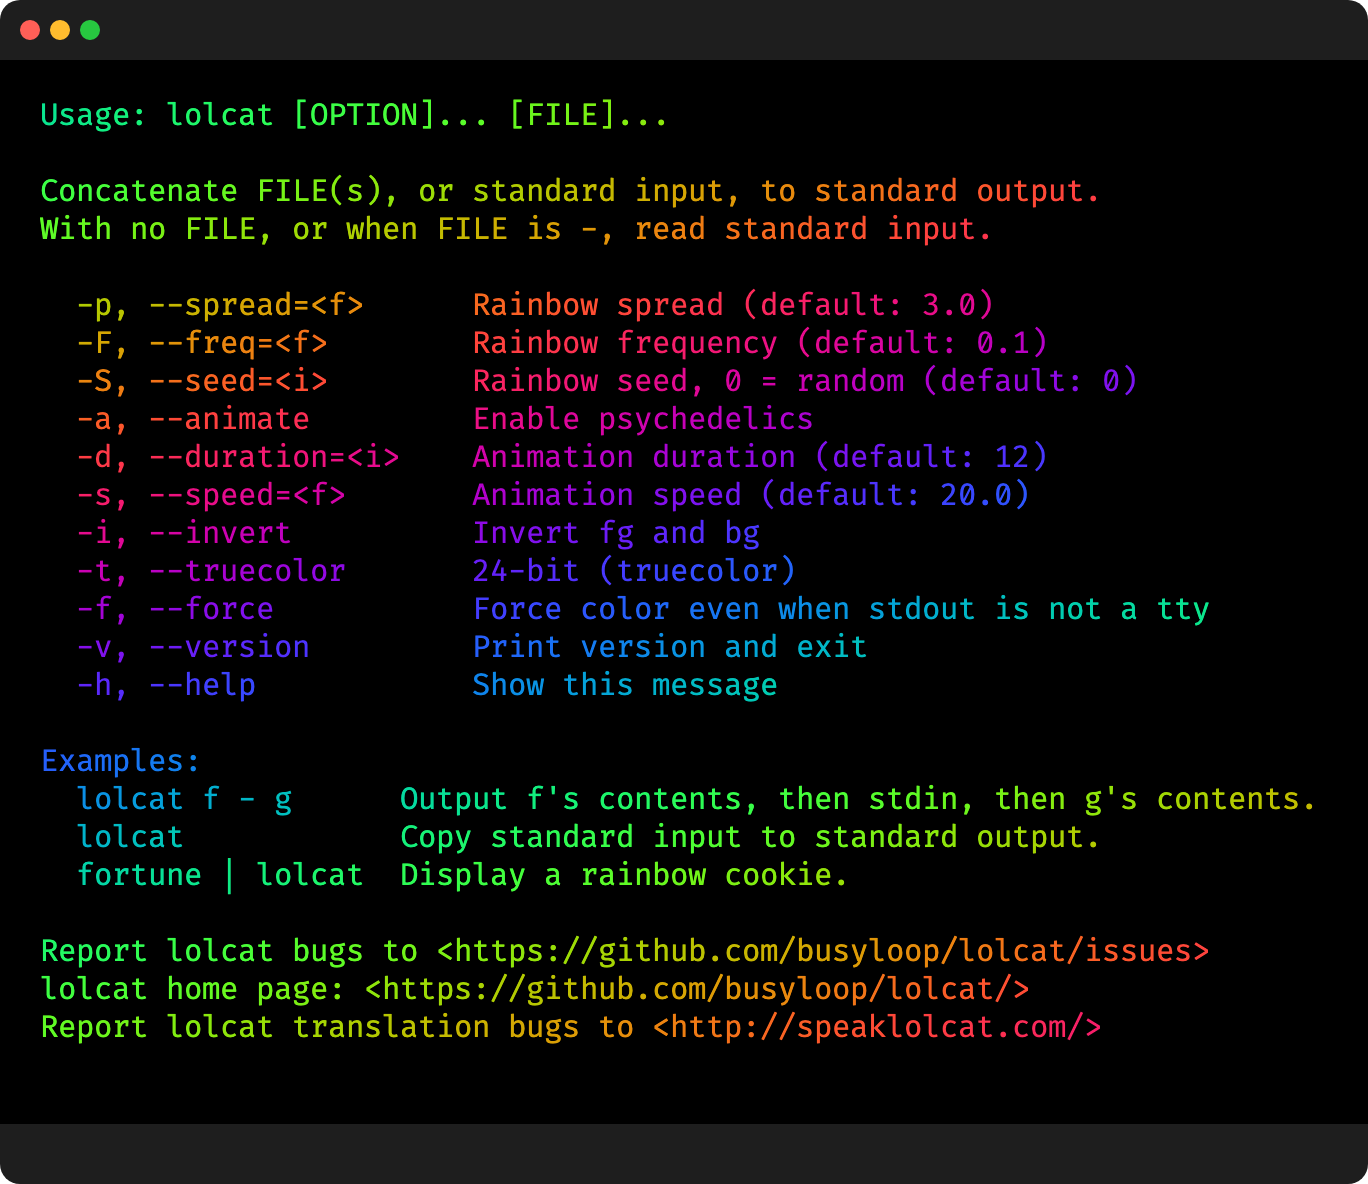 Usage: lolcat [OPTION]... [FILE]...

Concatenate FILE(s), or standard input, to standard output.
With no FILE, or when FILE is -, read standard input.

  -p, --spread=<f>      Rainbow spread (default: 3.0)
  -F, --freq=<f>        Rainbow frequency (default: 0.1)
  -S, --seed=<i>        Rainbow seed, 0 = random (default: 0)
  -a, --animate         Enable psychedelics
  -d, --duration=<i>    Animation duration (default: 12)
  -s, --speed=<f>       Animation speed (default: 20.0)
  -i, --invert          Invert fg and bg
  -t, --truecolor       24-bit (truecolor)
  -f, --force           Force color even when stdout is not a tty
  -v, --version         Print version and exit
  -h, --help            Show this message

Examples:
  lolcat f - g      Output f's contents, then stdin, then g's contents.
  lolcat            Copy standard input to standard output.
  fortune | lolcat  Display a rainbow cookie.

Report lolcat bugs to <https://github.com/busyloop/lolcat/issues>
lolcat home page: <https://github.com/busyloop/lolcat/>
Report lolcat translation bugs to <http://speaklolcat.com/>